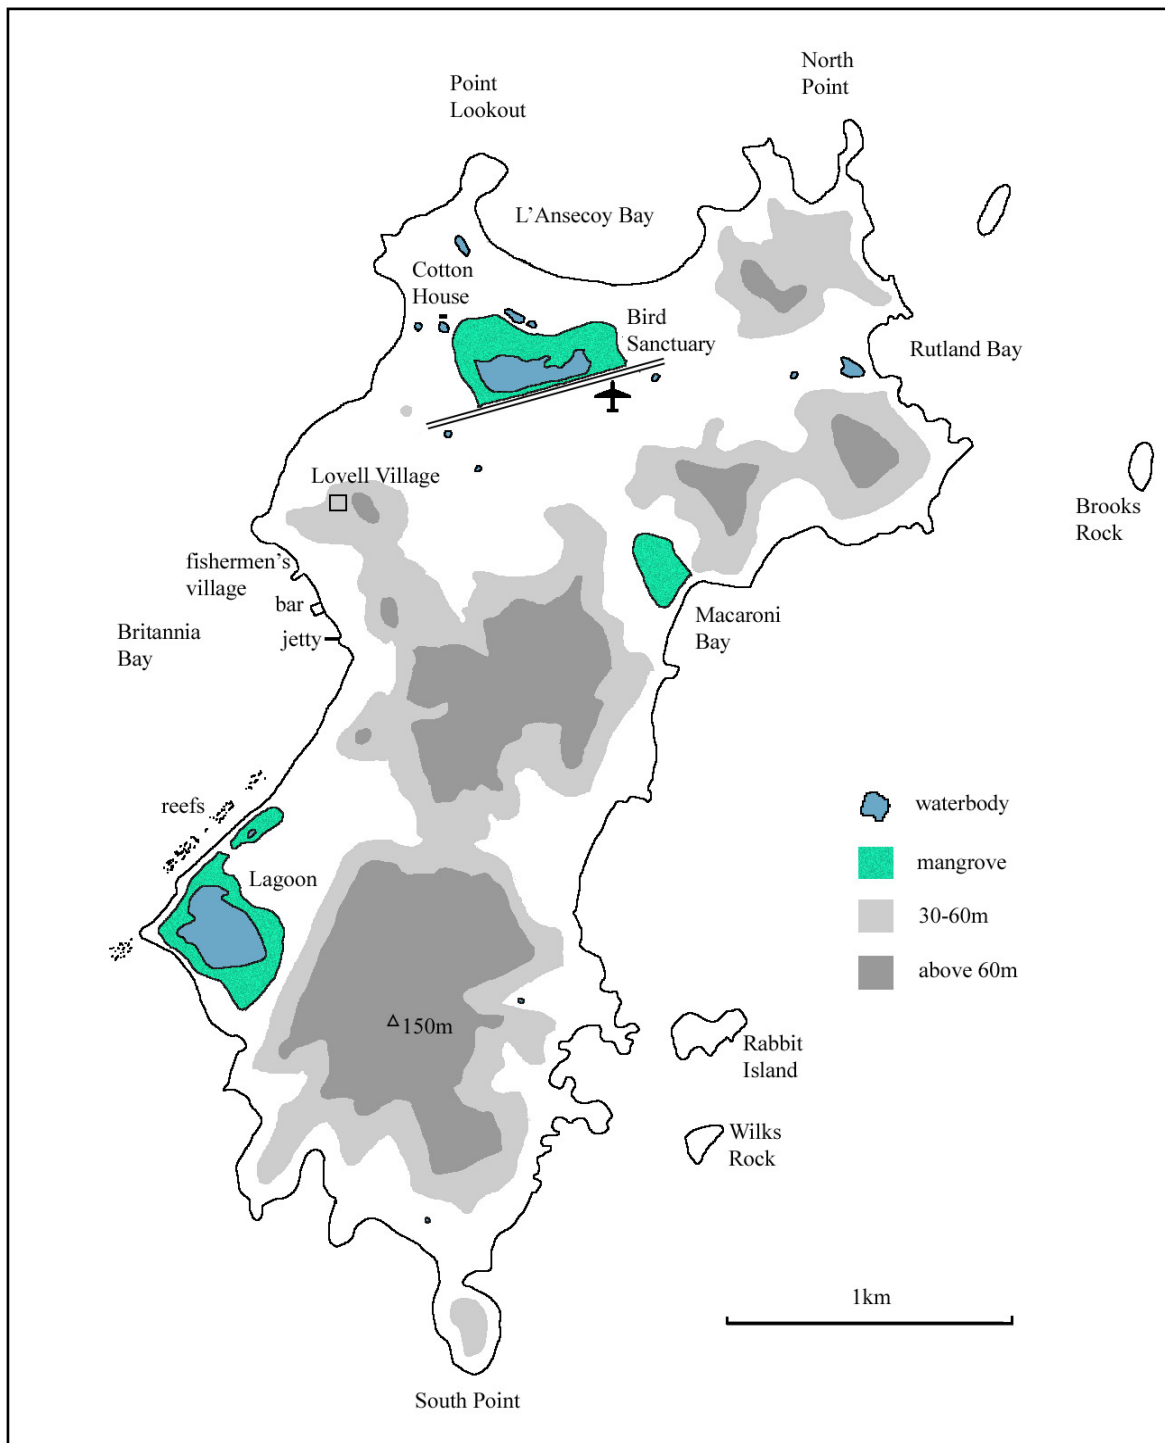 North
Point
Point
Lookout
L’Ansecoy Bay
Cotton
House
Bird
Sanctuary
Rutland Bay
Lovell Village
Brooks
Rock
fishermen’s
village
bar
Macaroni
Bay
Britannia
Bay
jetty
reefs
waterbody
mangrove
Lagoon
30-60m
above 60m
150m
Rabbit
Island
Wilks
Rock
1km
South Point